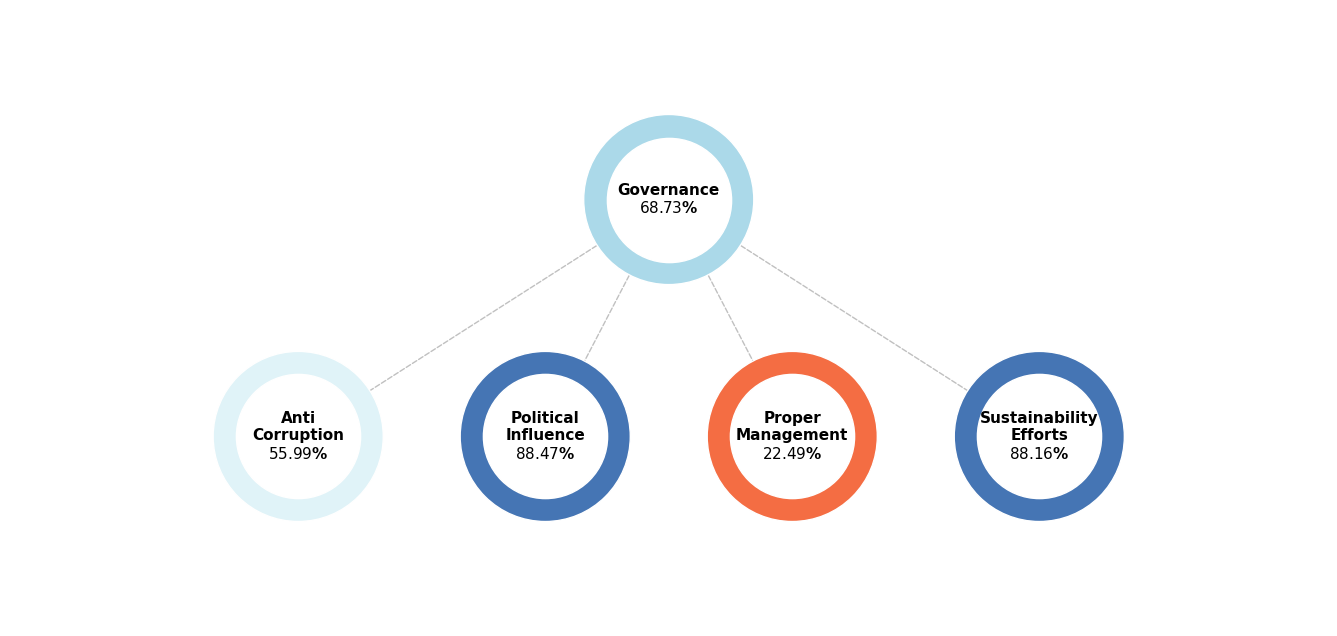 Governance
68.73%
Anti
Corruption
55.99%
Political
Influence
88.47%
Proper
Management
22.49%
Sustainability
Efforts
88.16%